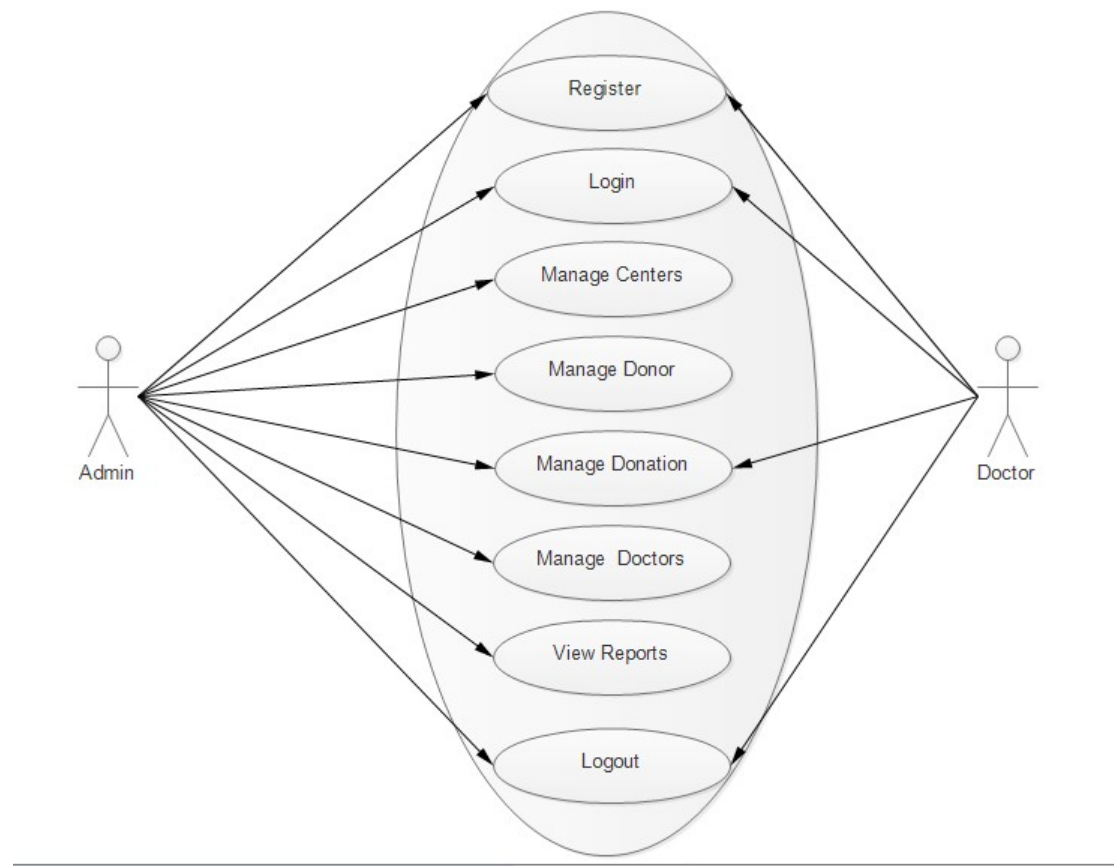 Register
Login
Manage Centers
Manage Donor
Manage Donation
Manage  Doctors
View Reports
Logout
Admin
Doctor